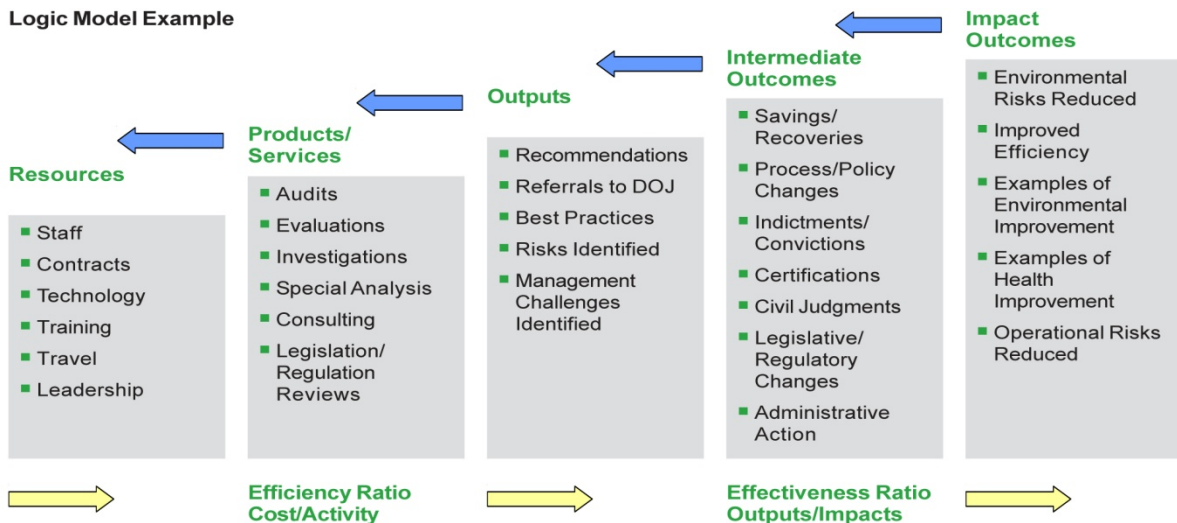 Logic Model Example
Resources
Staff
Contracts
Technology
Training
Travel
Leadership
Products/
Services
Audits
Evaluations
Investigations
Special Analysis
Consulting
Legislation/
Regulation
Reviews
Outputs
Recommendations
Referrals to DOJ
Best Practices
Risks Identified
Management
Challenges
Identified
Intermediate
Outcomes
Savings/
Recoveries
Process/Policy
Changes
Indictments/
Convictions
Certifications
Civil Judgments
Legislative/
Regulatory
Changes
Administrative
Action
Impact
Outcomes
Environmental
Risks Reduced
Improved
Efficiency
Examples of
Environmental
Improvement
Examples of
Health
Improvement
Operational Risks
Reduced
Efficiency Ratio
Cost/Activity
Effectiveness Ratio
Outputs/Impacts